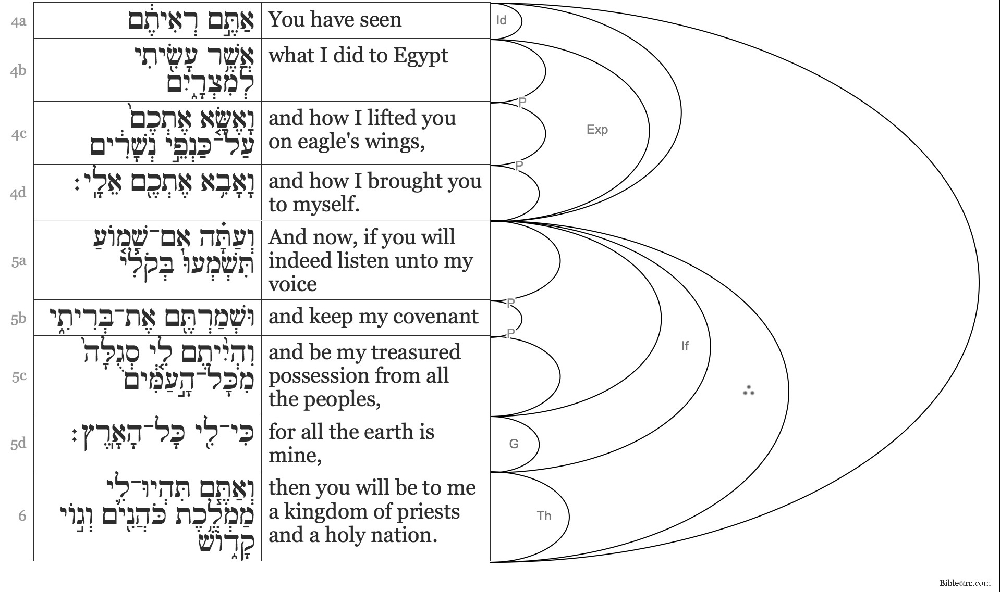 4a
אַתֶּ֣ם רְאִיתֶ֔ם
You have seen
Id
4b
אֲשֶׁ֥ר עָשִׂ֖יתִי
לְמִצְרָ֑יִם
what I did to Egypt
P
4c
וָאֶשָּׂ֤א אֶתְכֶם֙
עַל־כַּנְפֵ֣י נְשָׁרִ֔ים
and how I lifted you
on eagle's wings,
Exp
P
4d
וָאָבִ֥א אֶתְכֶ֖ם אֵלָֽי׃
and how I brought you
to myself.
5a
וְעַתָּ֗ה אִם־שָׁמ֤וֹעַ
תִּשְׁמְעוּ֙ בְּקֹלִ֔י
And now, if you will
indeed listen unto my
voice
P
5b
וּשְׁמַרְתֶּ֖ם אֶת־בְּרִיתִ֑י
and keep my covenant
P
5c
וִהְיִ֨יתֶם לִ֤י סְגֻלָּה֙
מִכָּל־הָ֣עַמִּ֔ים
and be my treasured
possession from all
the peoples,
If
∴
5d
כִּי־לִ֖י כָּל־הָאָֽרֶץ׃
for all the earth is
mine,
G
6
וְאַתֶּ֧ם תִּהְיוּ־לִ֛י
מַמְלֶ֥כֶת כֹּהֲנִ֖ים וְג֣וֹי
קָד֑וֹשׁ
then you will be to me
a kingdom of priests
and a holy nation.
Th
Bibleαrc.com